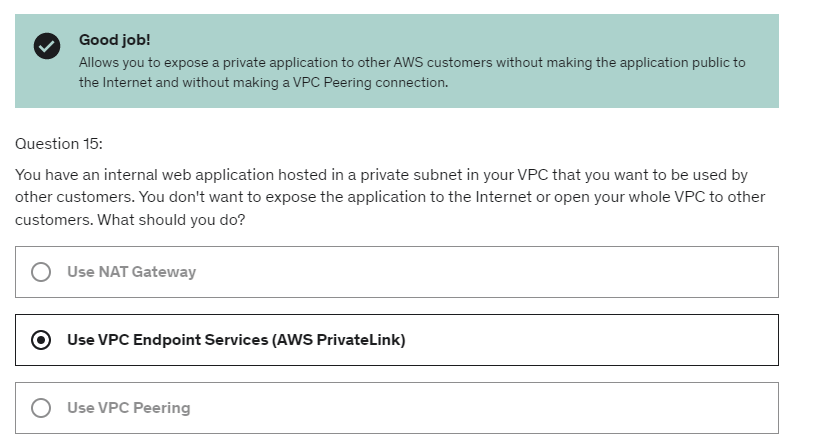 Good job!
Allows you to expose a private application to other AWS customers without making the application public to
the Internet and without making a VPC Peering connection.
Question 15:
You have an internal web application hosted in a private subnet in your VPC that you want to be used by
other customers. You don't want to expose the application to the Internet or open your whole VPC to other
customers. What should you do?
Use NAT Gateway
Use VPC Endpoint Services (AWS PrivateLink)
Use VPC Peering